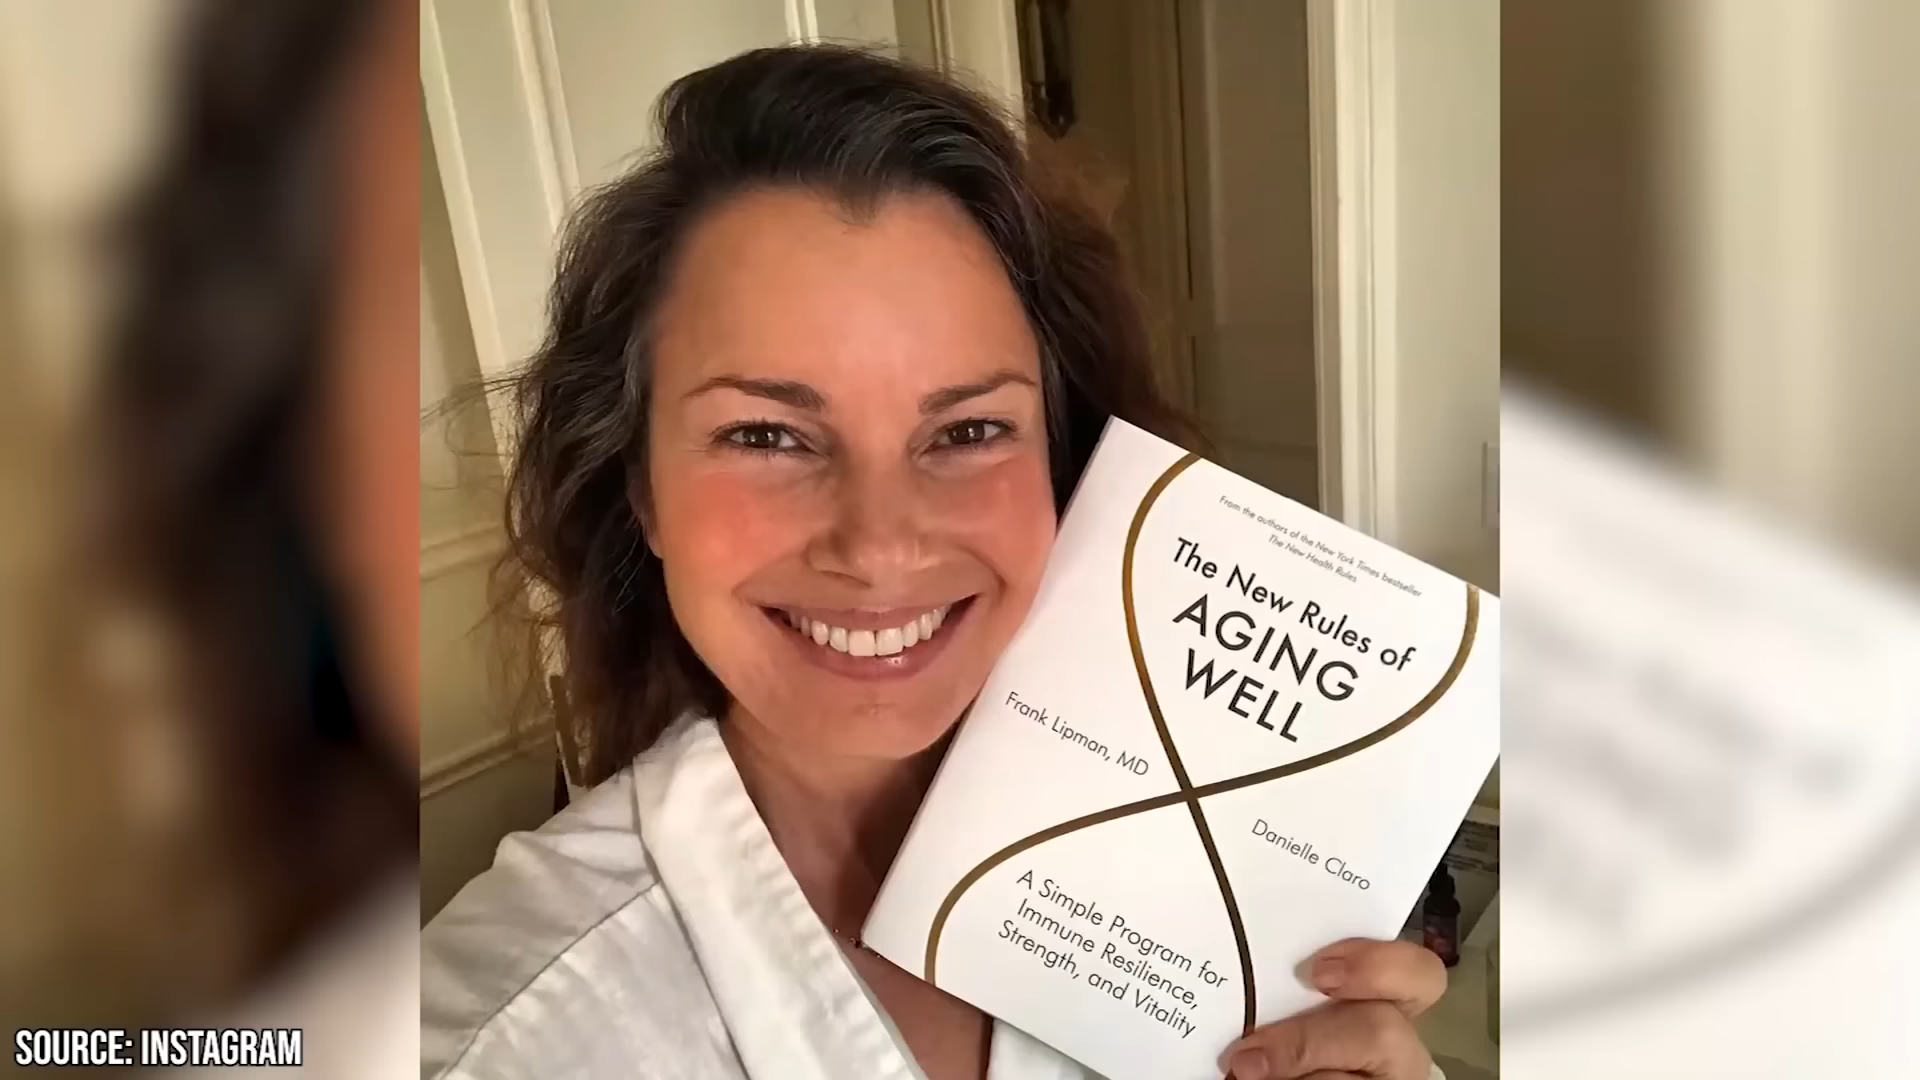 From the authors of the New York Times bestseller
The New Health Rules
The New Rules of
AGING
WELL
Frank Lipman, MD
Danielle Claro
A Simple Program for
Immune Resilience,
Strength, and Vitality
SOURCE: INSTAGRAM